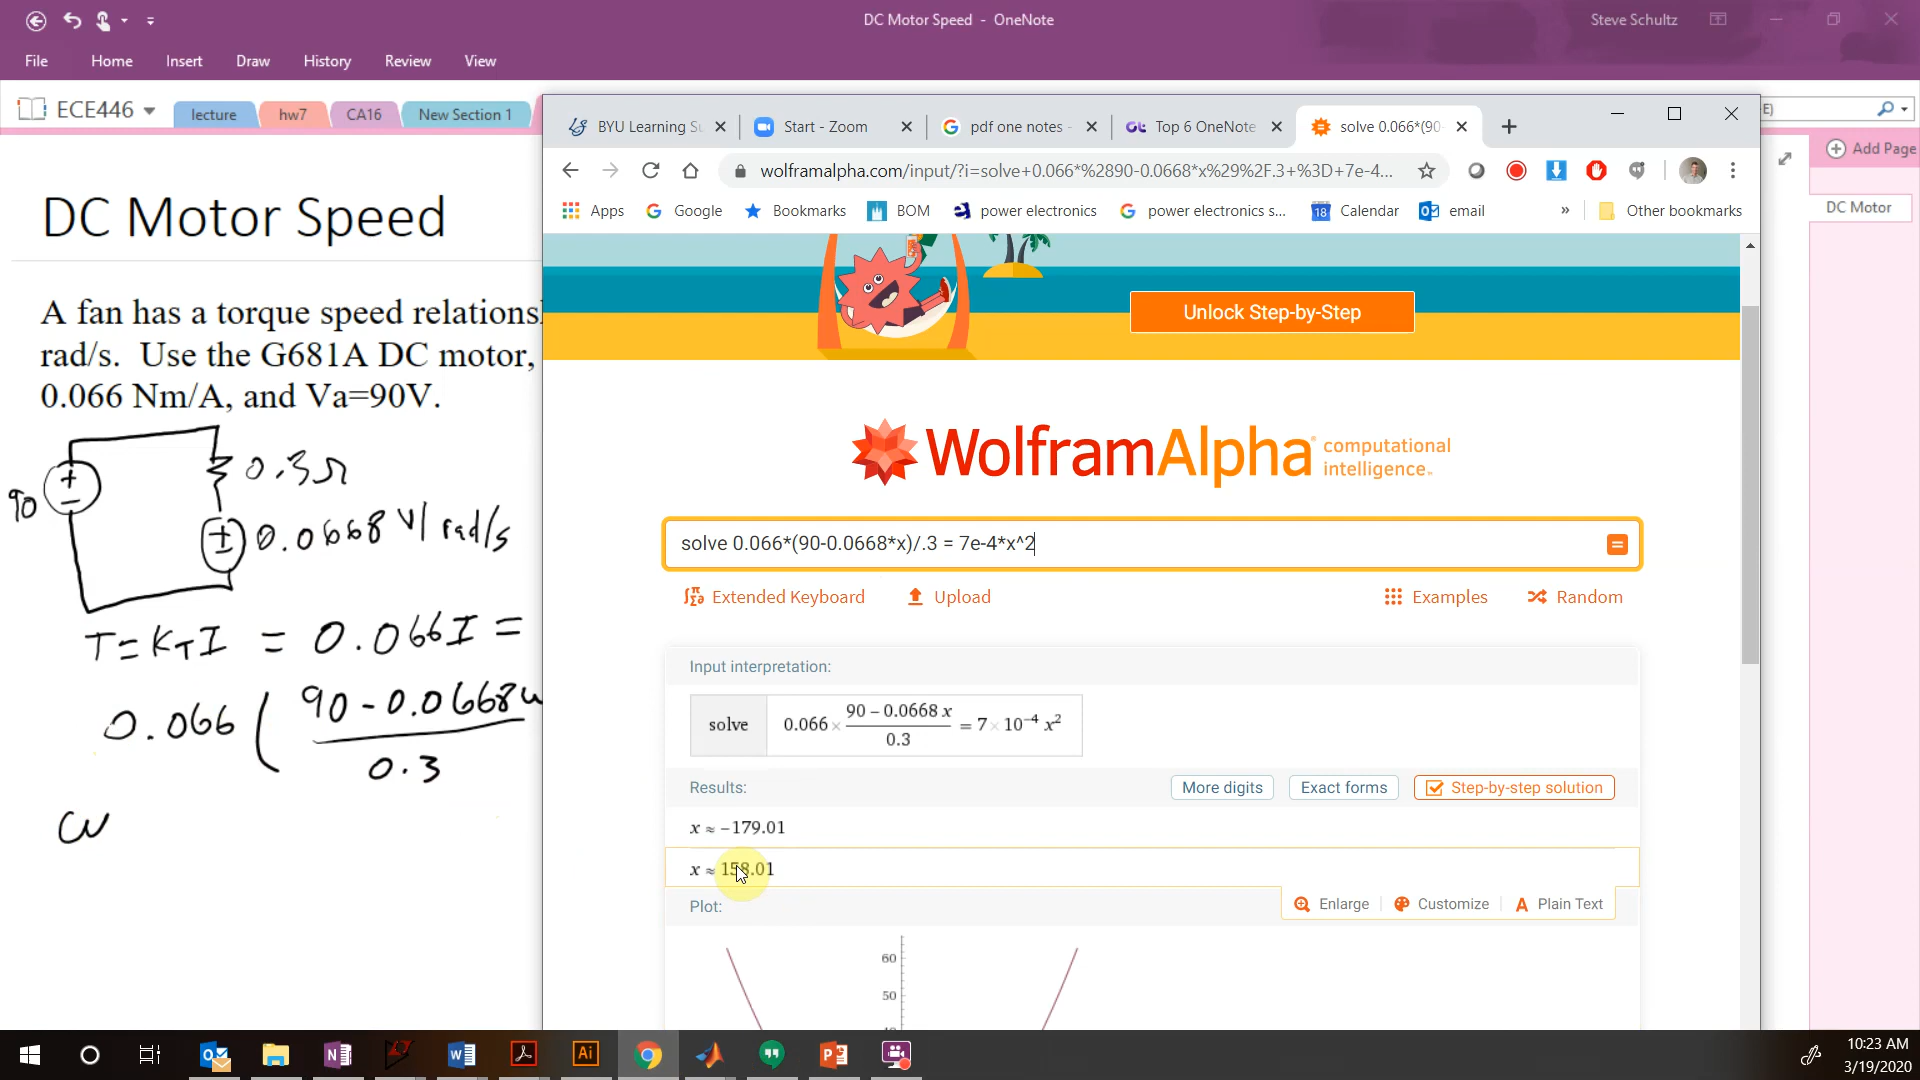 DC Motor Speed - OneNote
Steve Schultz
File Home Insert Draw History Review View
ECE446
lecture
hw7
CA16
New Section 1
E)
Add Page
DC Motor
BYU Learning Su
Start - Zoom
pdf one notes -
Top 6 OneNote
solve 0.066*(90-
wolframalpha.com/input/?i=solve+0.066*%2890-0.0668*x%29%2F.3+%3D+7e-4...
Apps
Google
Bookmarks
BOM
power electronics
power electronics s...
18
Calendar
email
»
Other bookmarks
DC Motor Speed
A fan has a torque speed relations
rad/s. Use the G681A DC motor,
0.066 Nm/A, and Va=90V.
90
+
−
0.3Ω
±
0.0668 V/rad/s
T = KTI = 0.066I =
0.066 ( 90 - 0.0668ω
0.3
ω
Unlock Step-by-Step
WolframAlpha computational intelligence.
solve 0.066*(90-0.0668*x)/.3 = 7e-4*x^2
=
Extended Keyboard
Upload
Examples
Random
Input interpretation:
solve 0.066 × (90 − 0.0668 x)/0.3 = 7 × 10⁻⁴ x²
Results:
More digits
Exact forms
Step-by-step solution
x ≈ −179.01
x ≈ 158.01
Plot:
Enlarge
Customize
A Plain Text
60
50
10:23 AM
3/19/2020